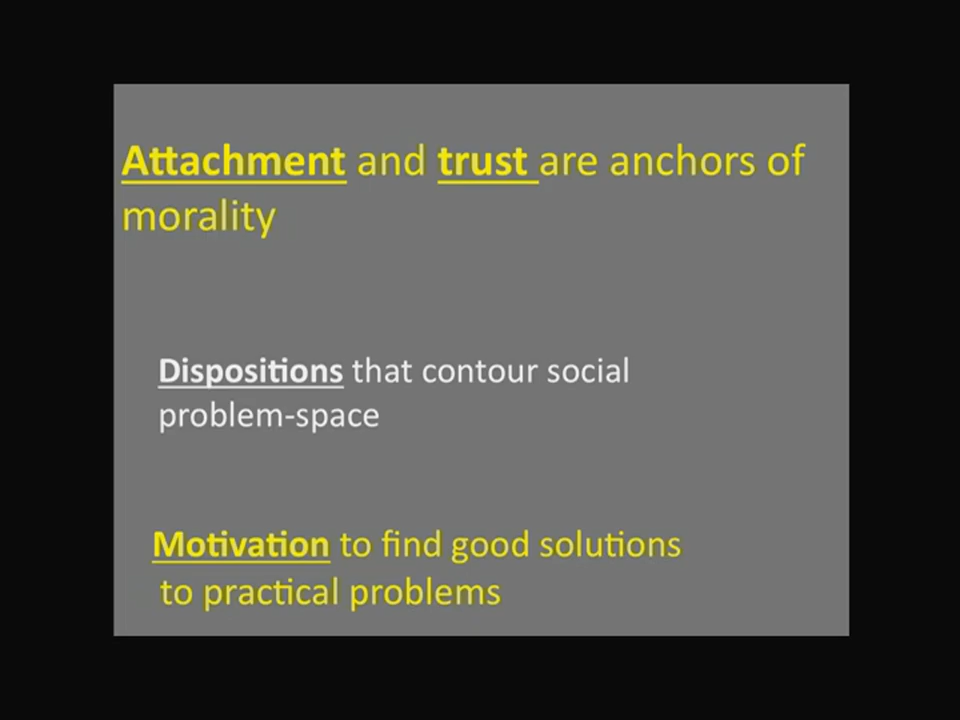 Attachment and trust are anchors of
morality
Dispositions that contour social
problem-space
Motivation to find good solutions
to practical problems